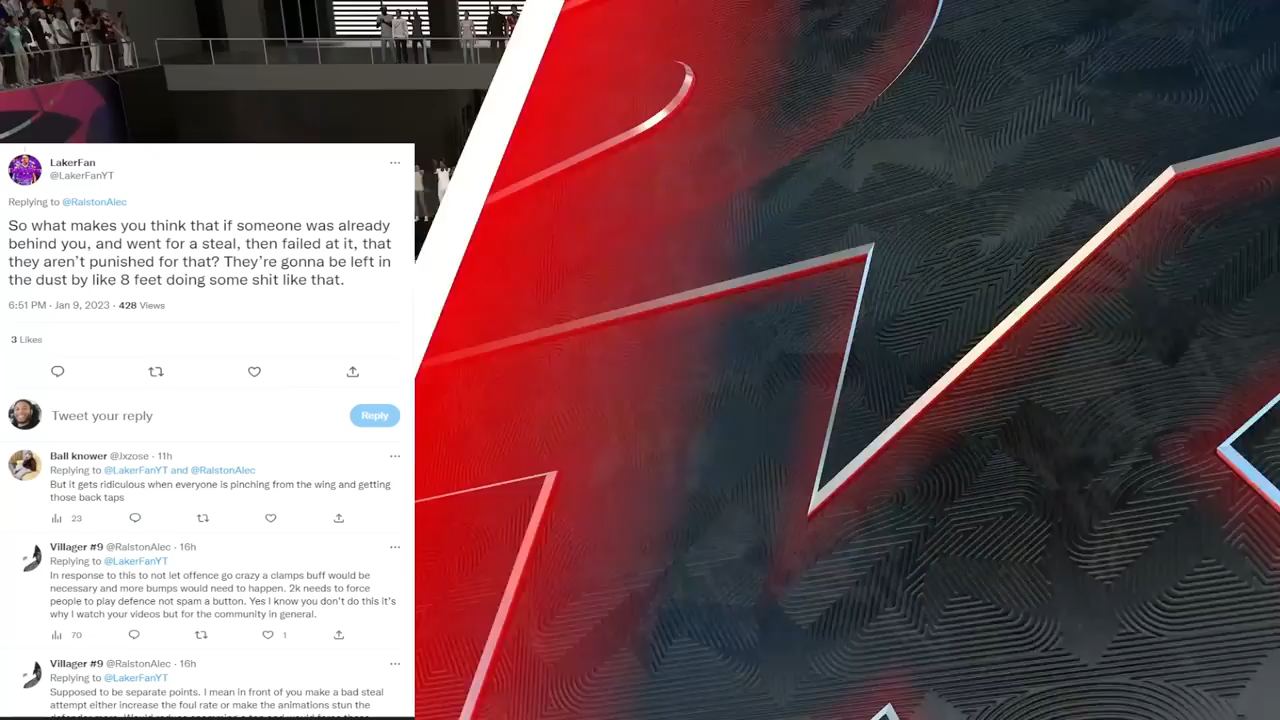 LakerFan
@LakerFanYT
Replying to @RalstonAlec
So what makes you think that if someone was already
behind you, and went for a steal, then failed at it, that
they aren't punished for that? They're gonna be left in
the dust by like 8 feet doing some shit like that.
6:51 PM · Jan 9, 2023 · 428 Views
3 Likes
Tweet your reply
Reply
Ball knower @Jxzose · 11h
Replying to @LakerFanYT and @RalstonAlec
But it gets ridiculous when everyone is pinching from the wing and getting
those back taps
23
Villager #9 @RalstonAlec · 16h
Replying to @LakerFanYT
In response to this to not let offence go crazy a clamps buff would be
necessary and more bumps would need to happen. 2k needs to force
people to play defence not spam a button. Yes I know you don't do this it's
why I watch your videos but for the community in general.
70 1
Villager #9 @RalstonAlec · 16h
Replying to @LakerFanYT
Supposed to be separate points. I mean in front of you make a bad steal
attempt either increase the foul rate or make the animations stun the